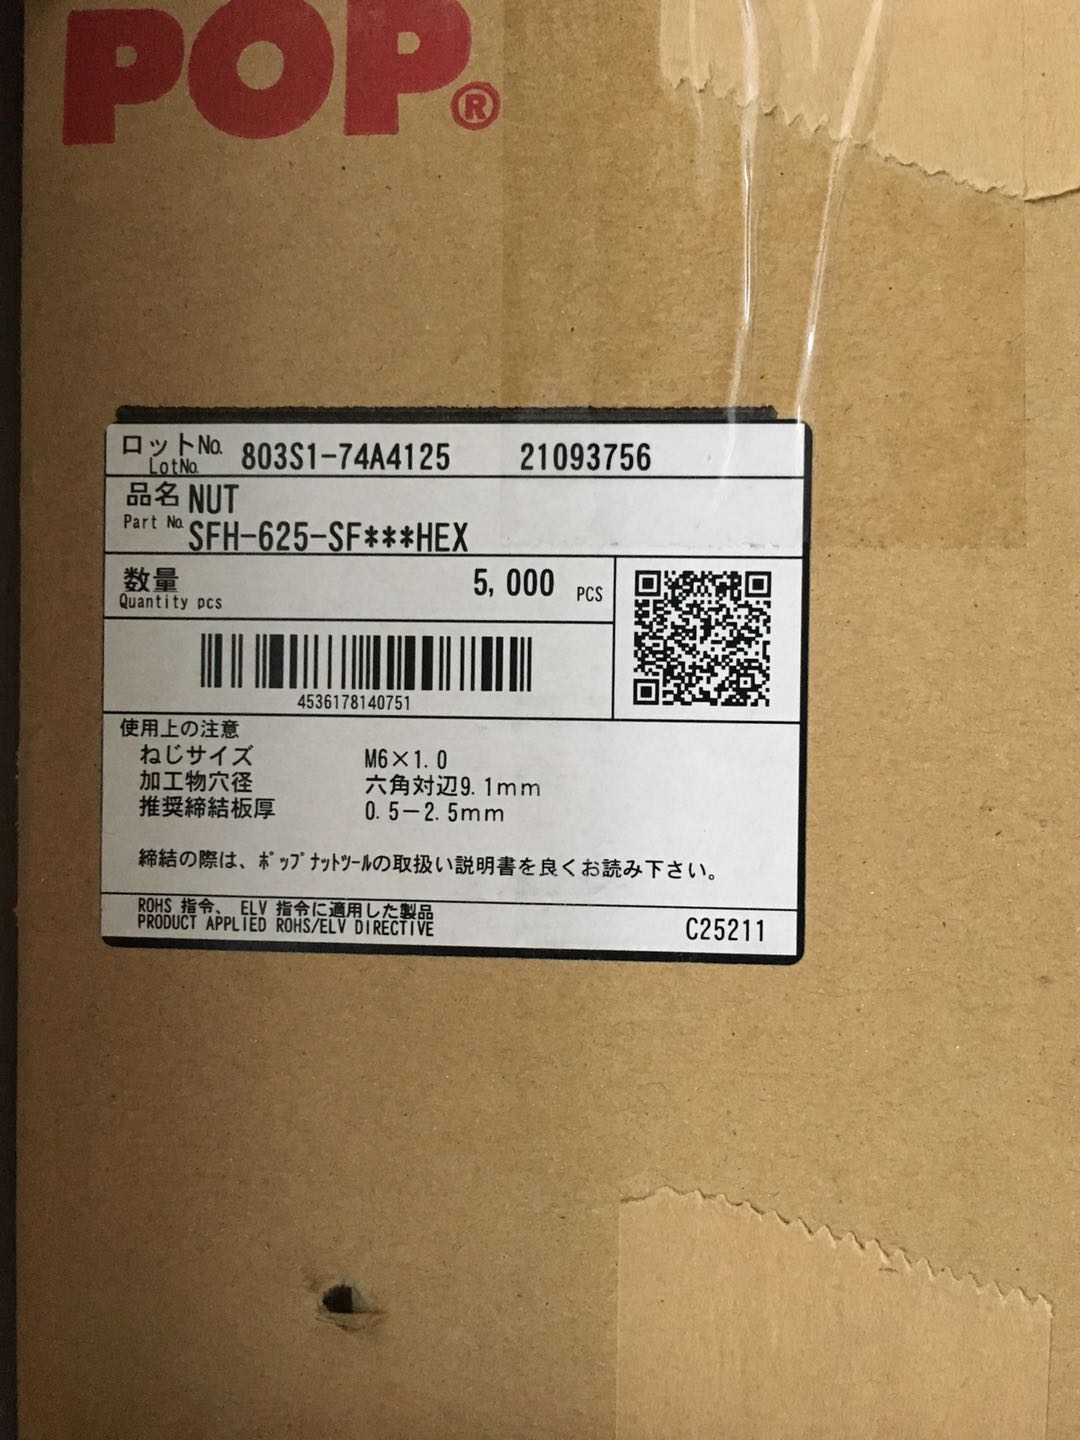 POP®
ロットNo. 803S1-74A4125 21093756
LotNo.
品名 NUT
Part No. SFH-625-SF***HEX
数量 5,000 PCS
Quantity pcs
4536178140751
使用上の注意
ねじサイズ M6×1.0
加工物穴径 六角対辺9.1mm
推奨締結板厚 0.5-2.5mm
締結の際は、ﾎﾟｯﾌﾟﾅｯﾄﾂｰﾙの取扱い説明書を良くお読み下さい。
ROHS 指令、 ELV 指令に適用した製品
PRODUCT APPLIED ROHS/ELV DIRECTIVE C25211